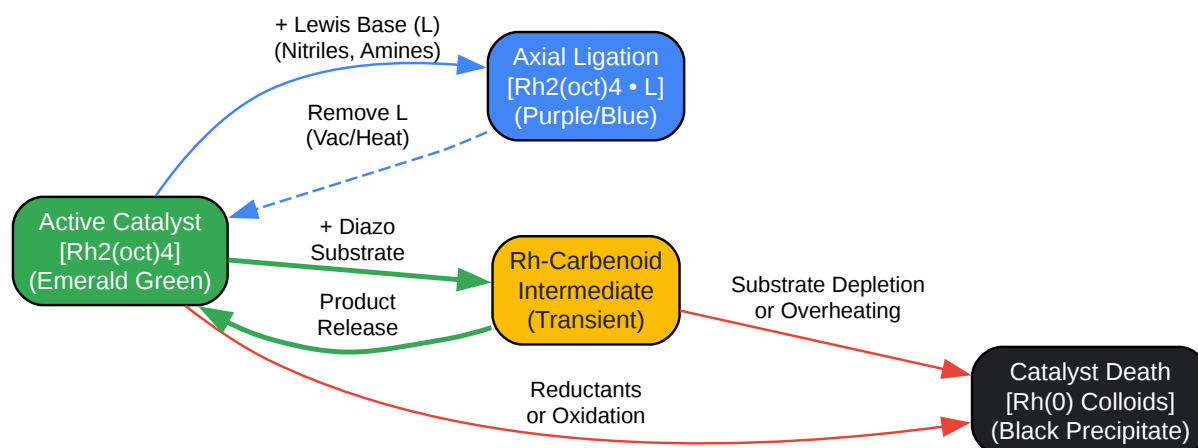 + Lewis Base (L)
(Nitriles, Amines)
Axial Ligation
[Rh2(oct)4 • L]
(Purple/Blue)
Remove L
(Vac/Heat)
Active Catalyst
[Rh2(oct)4]
(Emerald Green)
+ Diazo
Substrate
Product
Release
Rh-Carbenoid
Intermediate
(Transient)
Substrate Depletion
or Overheating
Reductants
or Oxidation
Catalyst Death
[Rh(0) Colloids]
(Black Precipitate)